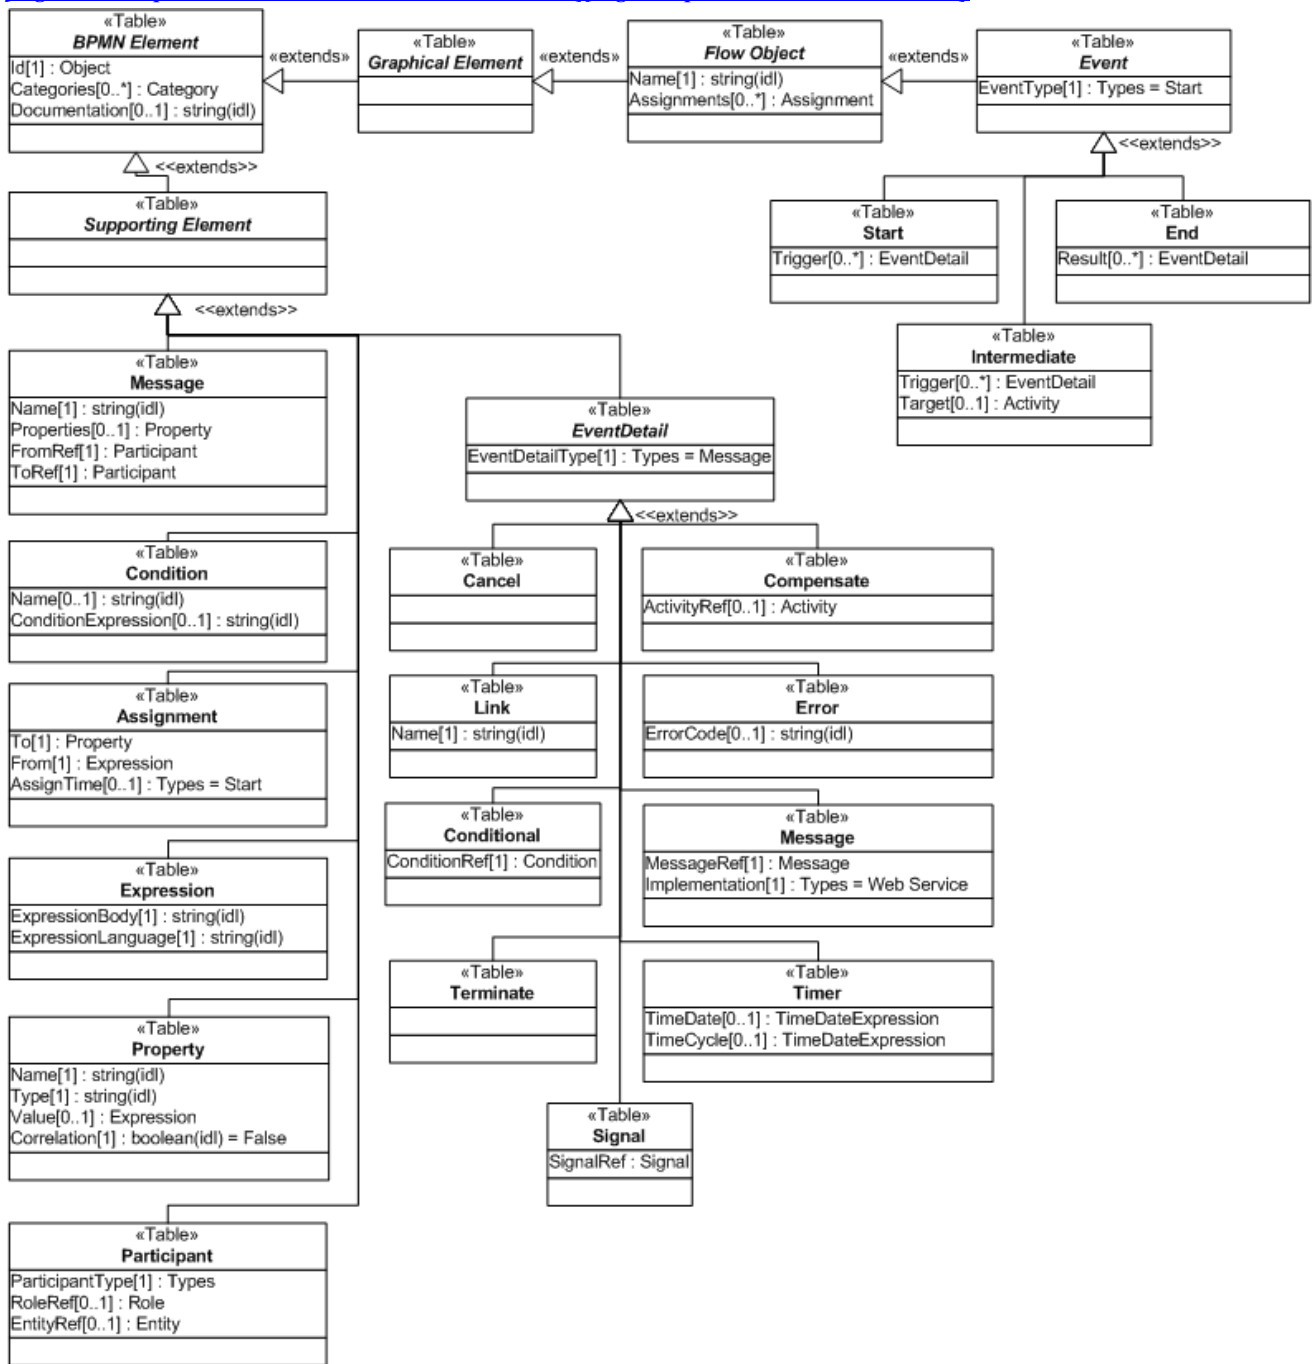 «Table»
BPMN Element
Id[1] : Object
Categories[0..*] : Category
Documentation[0..1] : string(idl)
«extends»
«Table»
Graphical Element
«extends»
«Table»
Flow Object
Name[1] : string(idl)
Assignments[0..*] : Assignment
«extends»
«Table»
Event
EventType[1] : Types = Start
<<extends>>
<<extends>>
«Table»
Supporting Element
«Table»
Start
Trigger[0..*] : EventDetail
«Table»
End
Result[0..*] : EventDetail
<<extends>>
«Table»
Intermediate
Trigger[0..*] : EventDetail
Target[0..1] : Activity
«Table»
Message
Name[1] : string(idl)
Properties[0..1] : Property
FromRef[1] : Participant
ToRef[1] : Participant
«Table»
EventDetail
EventDetailType[1] : Types = Message
<<extends>>
«Table»
Condition
Name[0..1] : string(idl)
ConditionExpression[0..1] : string(idl)
«Table»
Cancel
«Table»
Compensate
ActivityRef[0..1] : Activity
«Table»
Assignment
To[1] : Property
From[1] : Expression
AssignTime[0..1] : Types = Start
«Table»
Link
Name[1] : string(idl)
«Table»
Error
ErrorCode[0..1] : string(idl)
«Table»
Conditional
ConditionRef[1] : Condition
«Table»
Message
MessageRef[1] : Message
Implementation[1] : Types = Web Service
«Table»
Expression
ExpressionBody[1] : string(idl)
ExpressionLanguage[1] : string(idl)
«Table»
Terminate
«Table»
Timer
TimeDate[0..1] : TimeDateExpression
TimeCycle[0..1] : TimeDateExpression
«Table»
Property
Name[1] : string(idl)
Type[1] : string(idl)
Value[0..1] : Expression
Correlation[1] : boolean(idl) = False
«Table»
Signal
SignalRef : Signal
«Table»
Participant
ParticipantType[1] : Types
RoleRef[0..1] : Role
EntityRef[0..1] : Entity